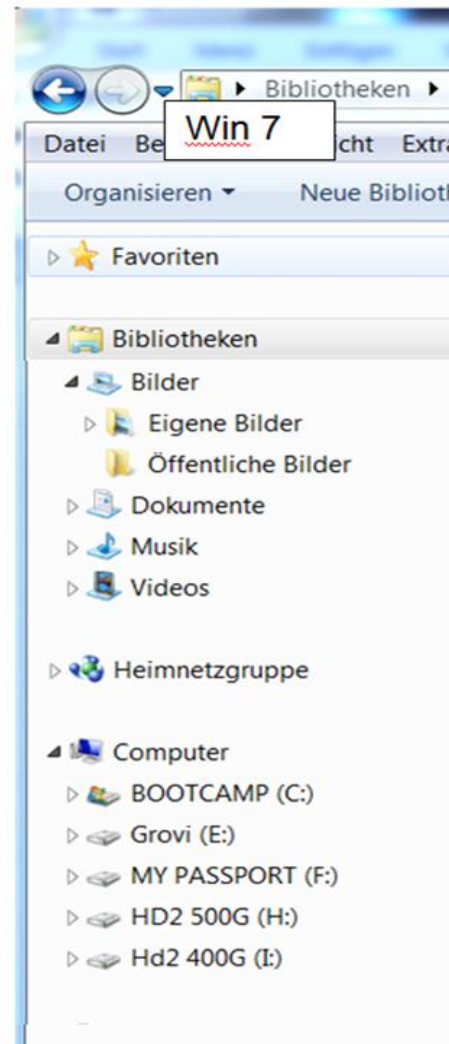 Bibliotheken
Win 7
Datei Be cht Extra
Organisieren Neue Biblioth
Favoriten
Bibliotheken
Bilder
Eigene Bilder
Öffentliche Bilder
Dokumente
Musik
Videos
Heimnetzgruppe
Computer
BOOTCAMP (C:)
Grovi (E:)
MY PASSPORT (F:)
HD2 500G (H:)
Hd2 400G (I:)